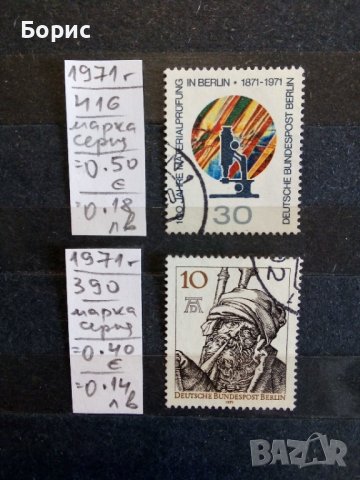 Борис
1971г
416
марка
серия
=0.50
€
=0.18
лв
100 JAHRE MATERIALPRÜFUNG IN BERLIN · 1871-1971
DEUTSCHE BUNDESPOST BERLIN
30
1971г
390
марка
серия
=0.40
€
=0.14
лв
10
AD
DEUTSCHE BUNDESPOST BERLIN
1971
BAZAR